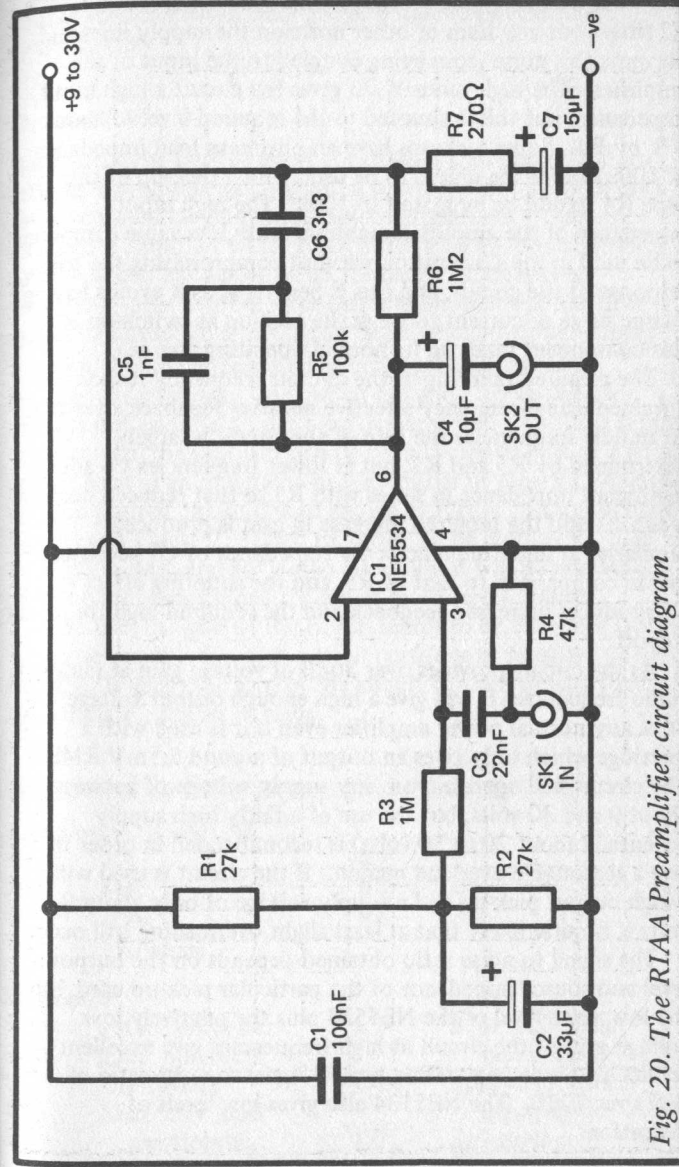 +9 to 30V
C1
100nF
R1
27k
C2
33μF
R2
27k
R3
1M
C3
22nF
SK1
IN
R4
47k
2
3
7
4
6
IC1
NE5534
C5
1nF
R5
100k
C6 3n3
R6
1M2
C4
10μF
SK2
OUT
R7
270Ω
C7
15μF
−ve
+
+
+
Fig. 20. The RIAA Preamplifier circuit diagram